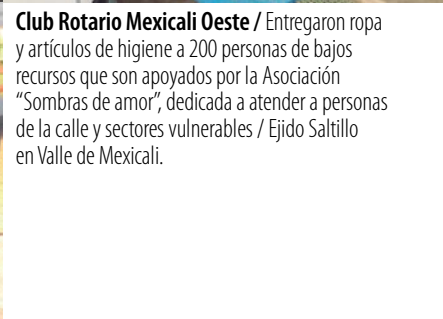 Club Rotario Mexicali Oeste / Entregaron ropa
y artículos de higiene a 200 personas de bajos
recursos que son apoyados por la Asociación
“Sombras de amor”, dedicada a atender a personas
de la calle y sectores vulnerables / Ejido Saltillo
en Valle de Mexicali.